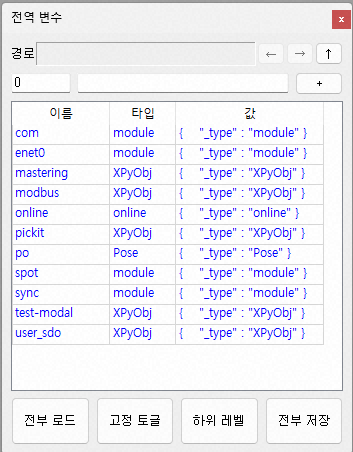 전역 변수 x
경로 ← → ↑
0 +
이름 타입 값
com module { "_type" : "module" }
enet0 module { "_type" : "module" }
mastering XPyObj { "_type" : "XPyObj" }
modbus XPyObj { "_type" : "XPyObj" }
online online { "_type" : "online" }
pickit XPyObj { "_type" : "XPyObj" }
po Pose { "_type" : "Pose" }
spot module { "_type" : "module" }
sync module { "_type" : "module" }
test-modal XPyObj { "_type" : "XPyObj" }
user_sdo XPyObj { "_type" : "XPyObj" }
전부 로드 고정 토글 하위 레벨 전부 저장